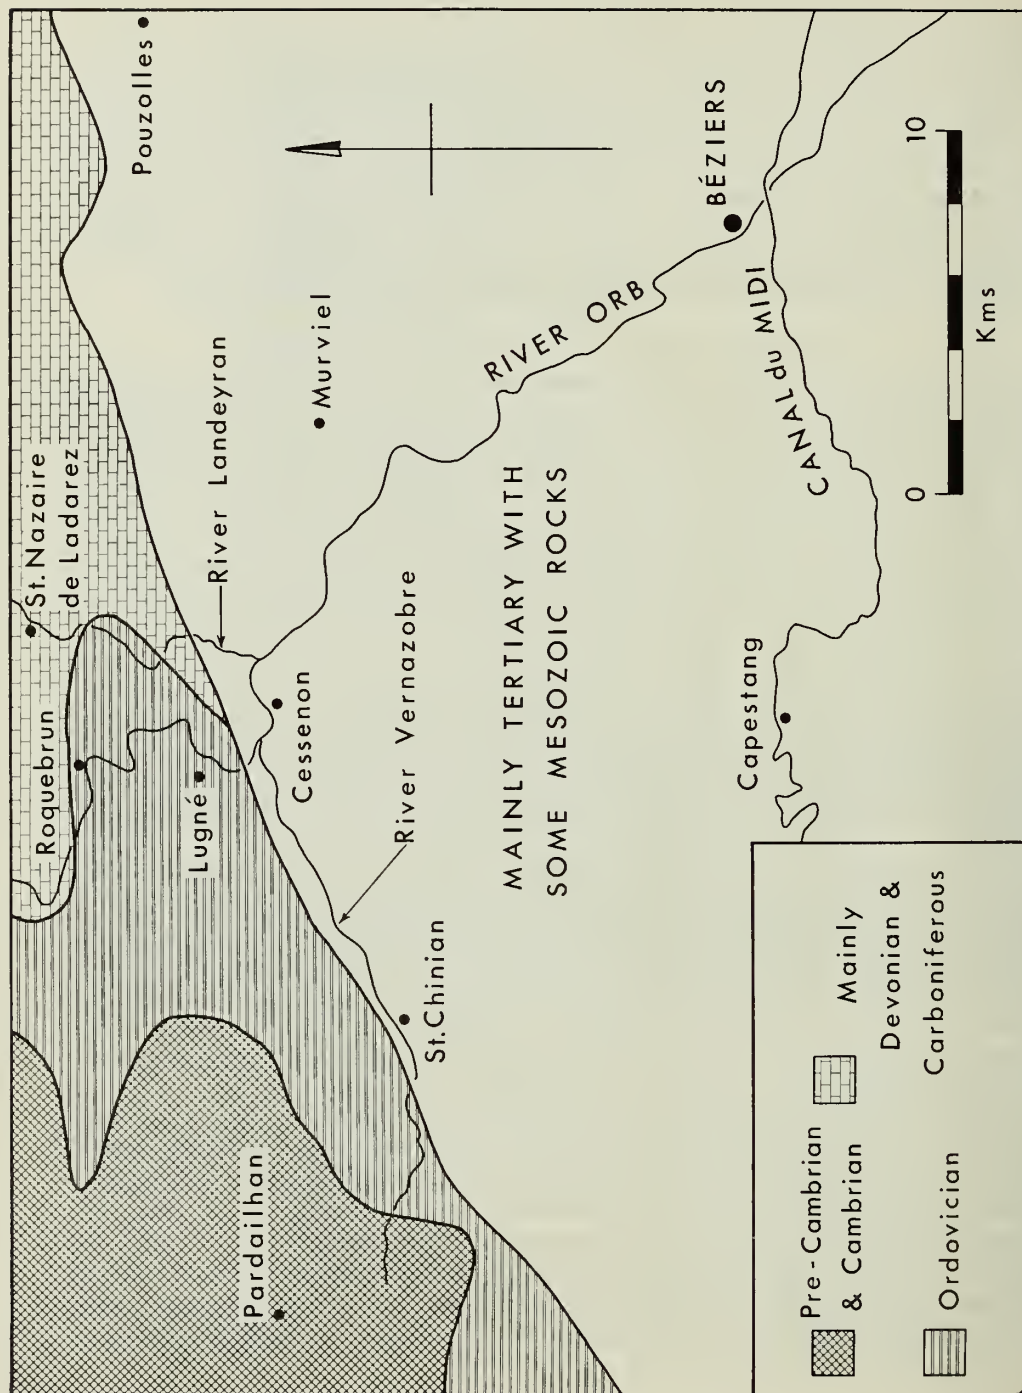 St. Nazaire
de Ladarez
Pouzolles
Roquebrun
River Landeyran
Lugné
Murviel
Pardailhan
Cessenon
River Vernazobre
St. Chinian
RIVER ORB
BÉZIERS
MAINLY TERTIARY WITH
SOME MESOZOIC ROCKS
CANAL du MIDI
Capestang
Pre-Cambrian
& Cambrian
Ordovician
Mainly
Devonian &
Carboniferous
0 10
Kms